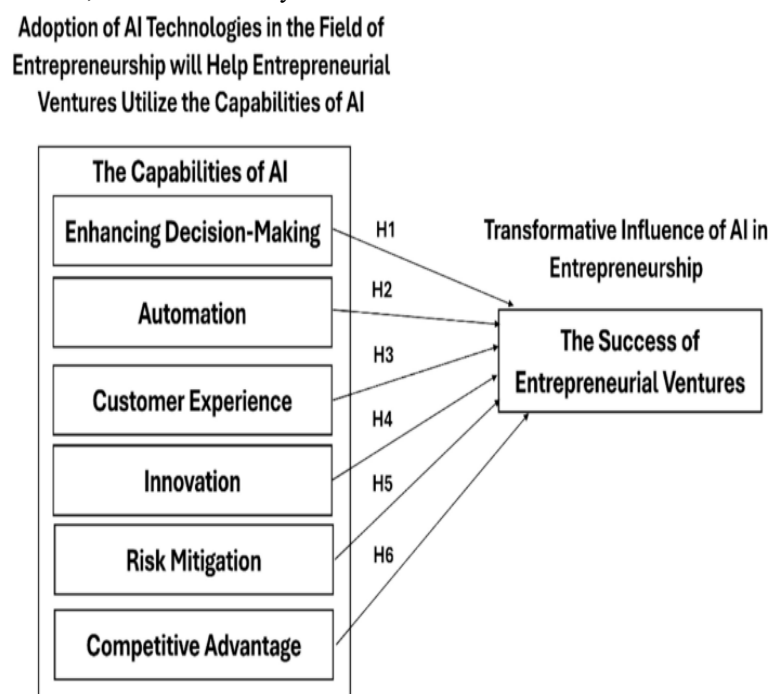 Adoption of AI Technologies in the Field of
Entrepreneurship will Help Entrepreneurial
Ventures Utilize the Capabilities of AI
The Capabilities of AI
Enhancing Decision-Making
Automation
Customer Experience
Innovation
Risk Mitigation
Competitive Advantage
H1
H2
H3
H4
H5
H6
Transformative Influence of AI in
Entrepreneurship
The Success of
Entrepreneurial Ventures